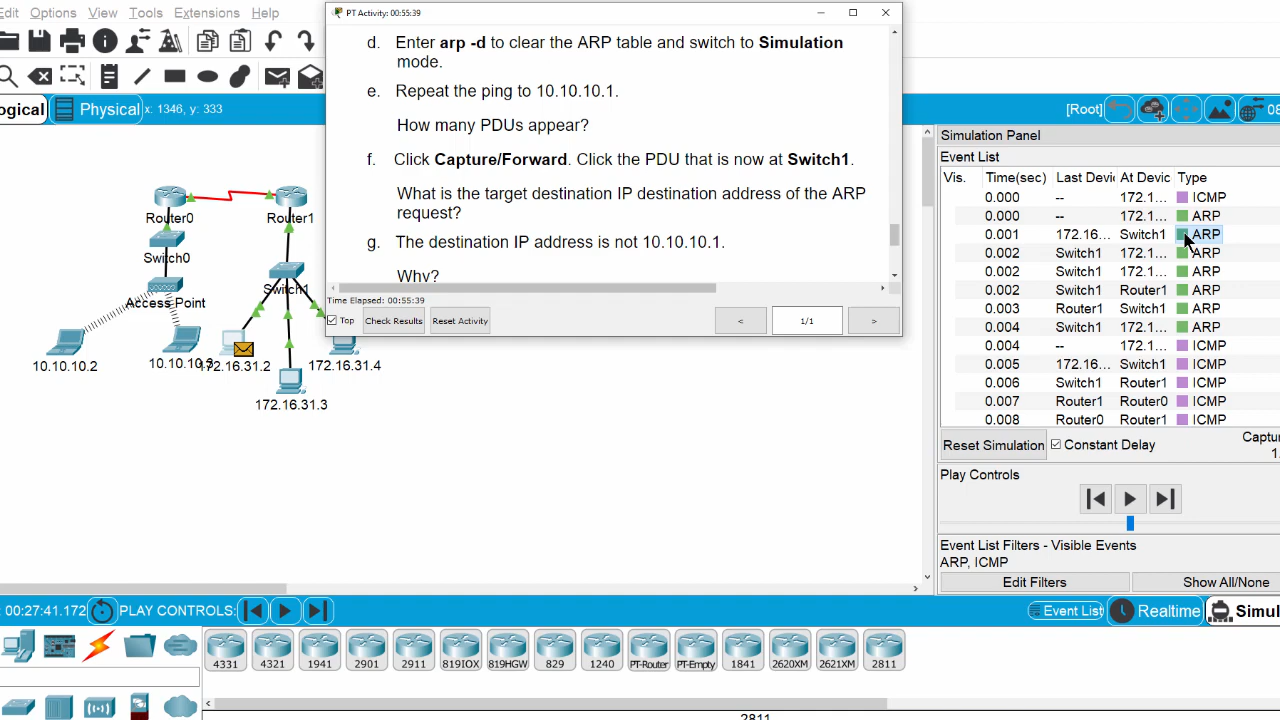 Edit Options View Tools Extensions Help
PT Activity: 00:55:39
d. Enter arp -d to clear the ARP table and switch to Simulation
mode.
e. Repeat the ping to 10.10.10.1.
How many PDUs appear?
f. Click Capture/Forward. Click the PDU that is now at Switch1.
What is the target destination IP destination address of the ARP
request?
g. The destination IP address is not 10.10.10.1.
Why?
Time Elapsed: 00:55:39
Top Check Results Reset Activity < 1/1 >
ogical Physical x: 1346, y: 333
[Root] 08
Router0 Router1
Switch0
Switch1
Access Point
10.10.10.2 10.10.10. 172.16.31.2 172.16.31.4
172.16.31.3
Simulation Panel
Event List
Vis. Time(sec) Last Devi At Devic Type
0.000 -- 172.1... ICMP
0.000 -- 172.1... ARP
0.001 172.16... Switch1 ARP
0.002 Switch1 172.1... ARP
0.002 Switch1 172.1... ARP
0.002 Switch1 Router1 ARP
0.003 Router1 Switch1 ARP
0.004 Switch1 172.1... ARP
0.004 -- 172.1... ICMP
0.005 172.16... Switch1 ICMP
0.006 Switch1 Router1 ICMP
0.007 Router1 Router0 ICMP
0.008 Router0 Router1 ICMP
Reset Simulation Constant Delay Captu
1.
Play Controls
Event List Filters - Visible Events
ARP, ICMP
Edit Filters Show All/None
: 00:27:41.172 PLAY CONTROLS: Event List Realtime Simul
4331 4321 1941 2901 2911 819IOX 819HGW 829 1240 PT-Router PT-Empty 1841 2620XM 2621XM 2811
2811